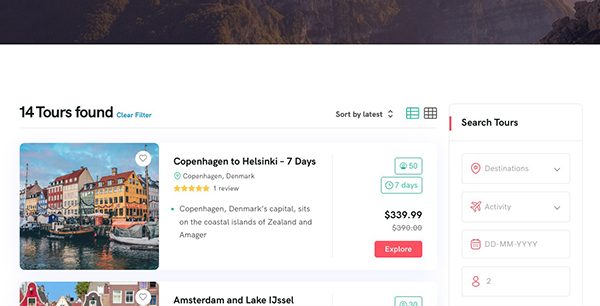 14 Tours found Clear Filter
Sort by latest
Search Tours
Copenhagen to Helsinki – 7 Days
Copenhagen, Denmark
1 review
Copenhagen, Denmark's capital, sits
on the coastal islands of Zealand and
Amager
50
7 days
$339.99
$390.00
Explore
Destinations
Activity
DD-MM-YYYY
2
Amsterdam and Lake IJssel
30